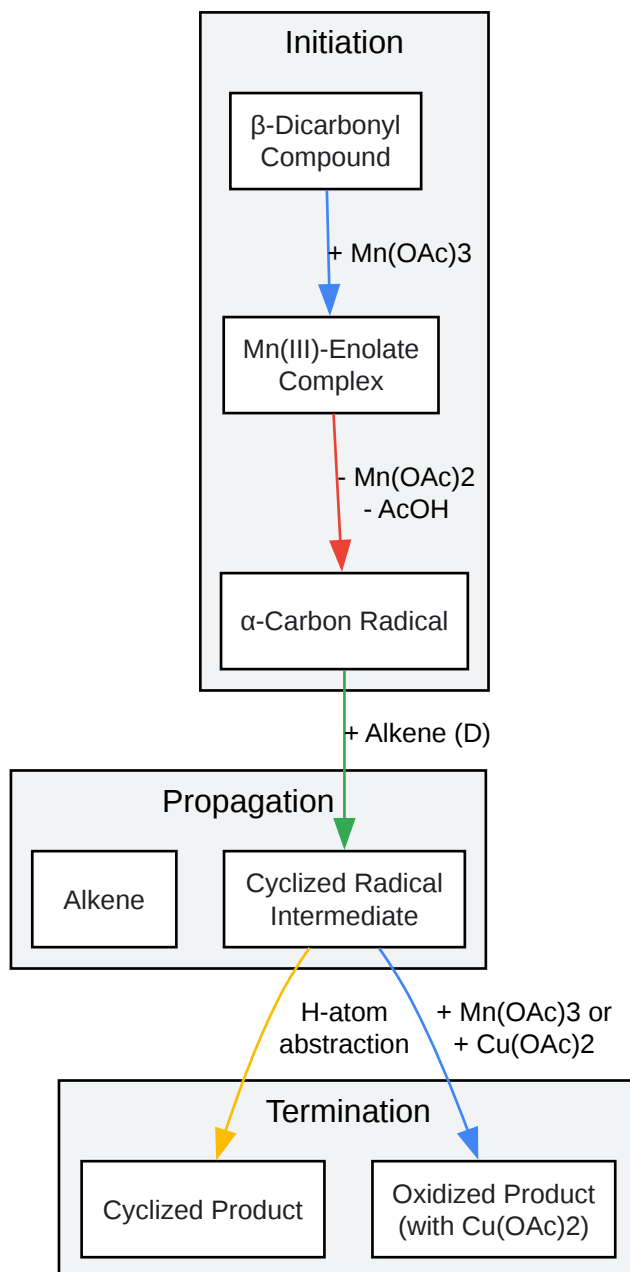 Initiation
β-Dicarbonyl
Compound
+ Mn(OAc)3
Mn(III)-Enolate
Complex
- Mn(OAc)2
- AcOH
α-Carbon Radical
+ Alkene (D)
Propagation
Alkene
Cyclized Radical
Intermediate
H-atom
abstraction
+ Mn(OAc)3 or
+ Cu(OAc)2
Termination
Cyclized Product
Oxidized Product
(with Cu(OAc)2)